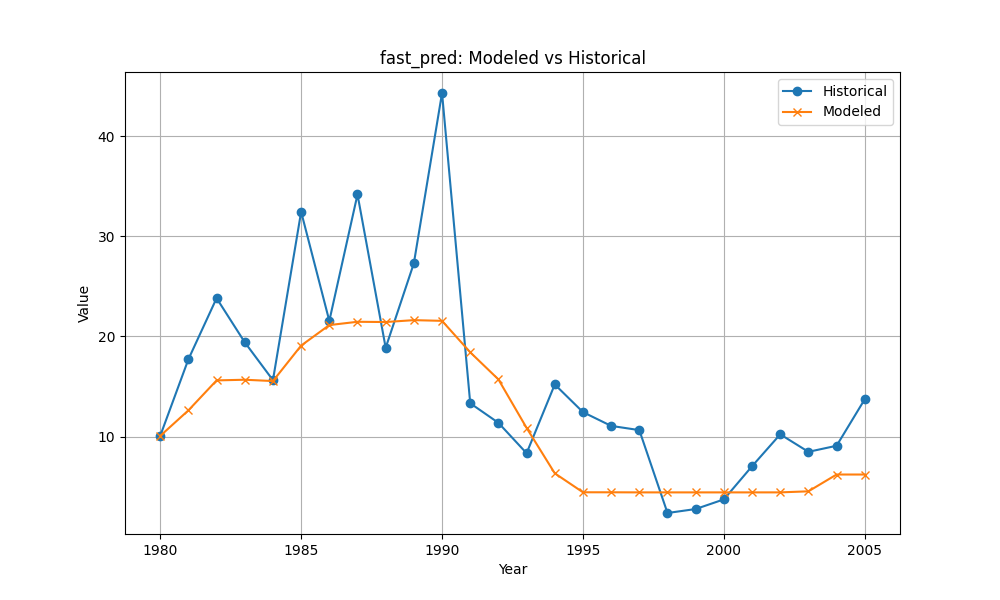 fast_pred: Modeled vs Historical
Historical
Modeled
Value
40
30
20
10
1980
1985
1990
1995
2000
2005
Year